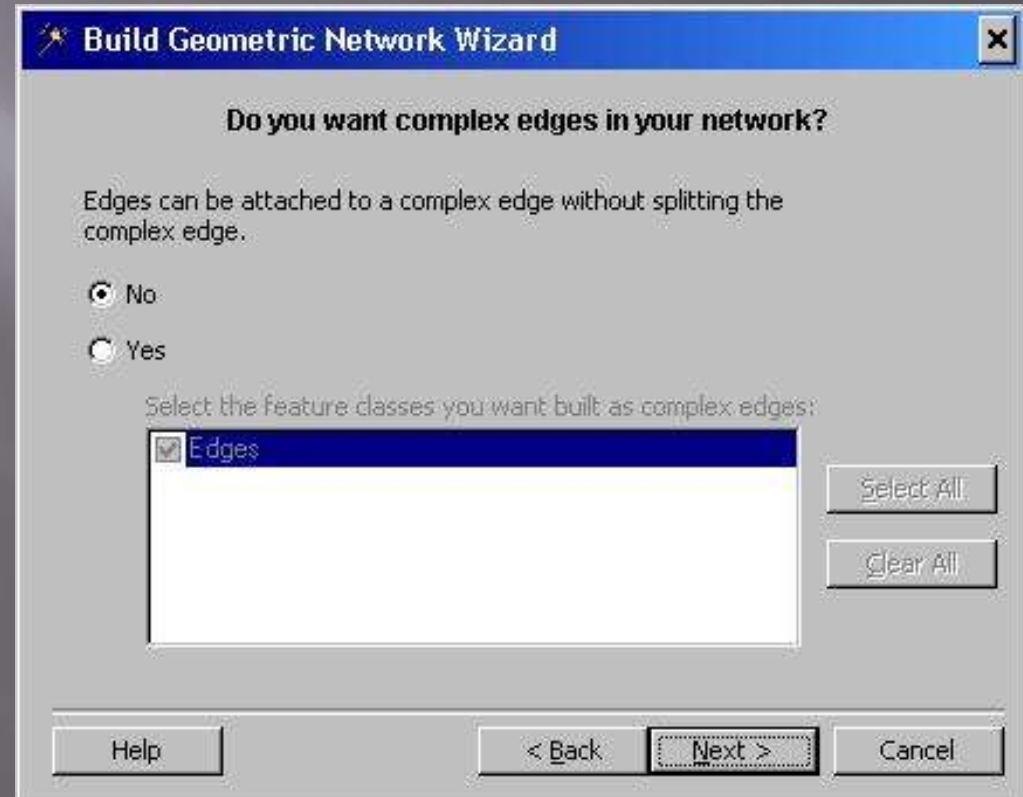 Build Geometric Network Wizard
Do you want complex edges in your network?
Edges can be attached to a complex edge without splitting the
complex edge.
No
Yes
Select the feature classes you want built as complex edges:
Edges
Select All
Clear All
Help
< Back
Next >
Cancel